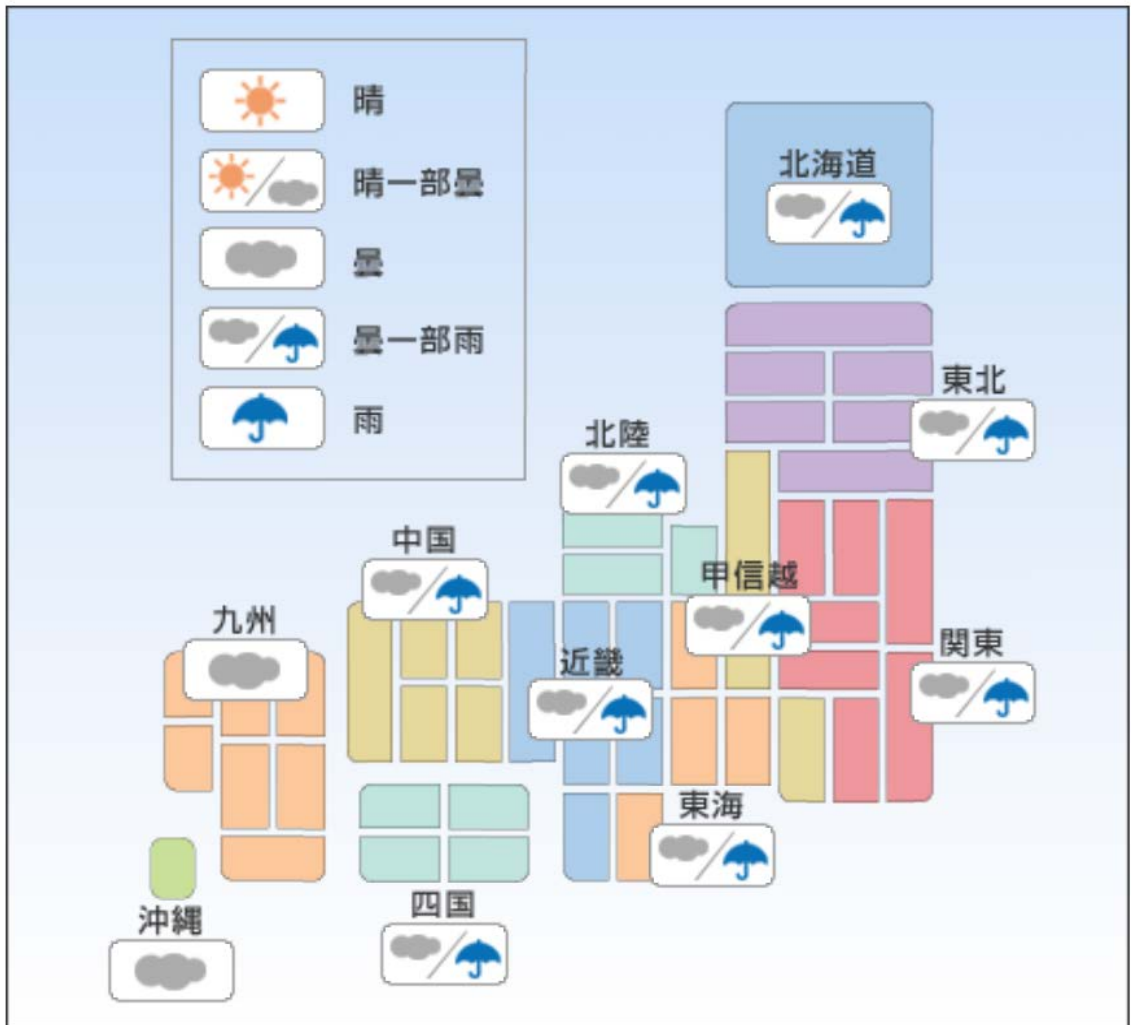 晴
晴一部曇
曇
曇一部雨
雨
北海道
東北
北陸
中国
甲信越
九州
関東
近畿
東海
四国
沖縄